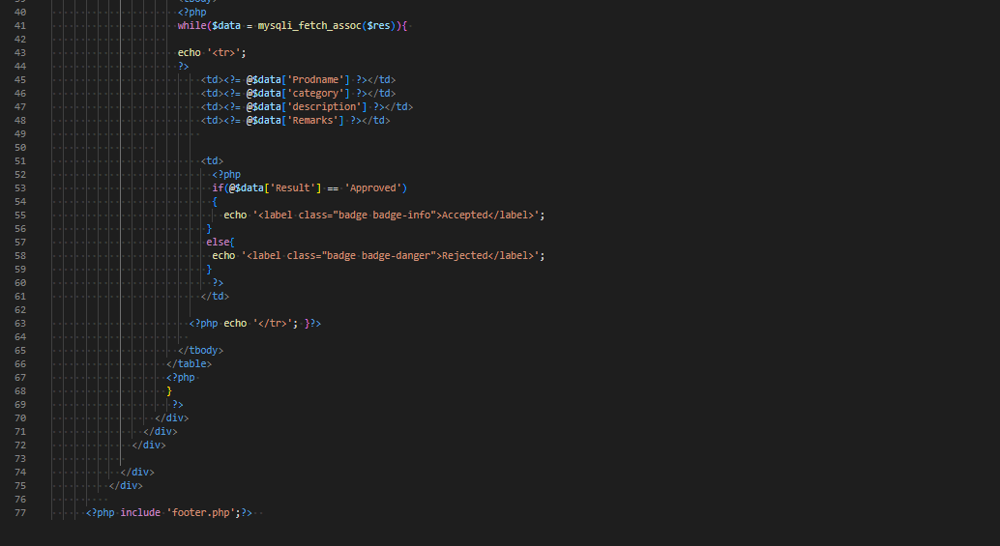 40 <?php
41 while($data = mysqli_fetch_assoc($res)){
42
43 echo '<tr>';
44 ?>
45 <td><?= @$data['Prodname'] ?></td>
46 <td><?= @$data['category'] ?></td>
47 <td><?= @$data['description'] ?></td>
48 <td><?= @$data['Remarks'] ?></td>
49
50
51 <td>
52 <?php
53 if(@$data['Result'] == 'Approved')
54 {
55 echo '<label class="badge badge-info">Accepted</label>';
56 }
57 else{
58 echo '<label class="badge badge-danger">Rejected</label>';
59 }
60 ?>
61 </td>
62
63 <?php echo '</tr>'; }?>
64
65 </tbody>
66 </table>
67 <?php
68 }
69 ?>
70 </div>
71 </div>
72 </div>
73
74 </div>
75 </div>
76
77 <?php include 'footer.php';?>